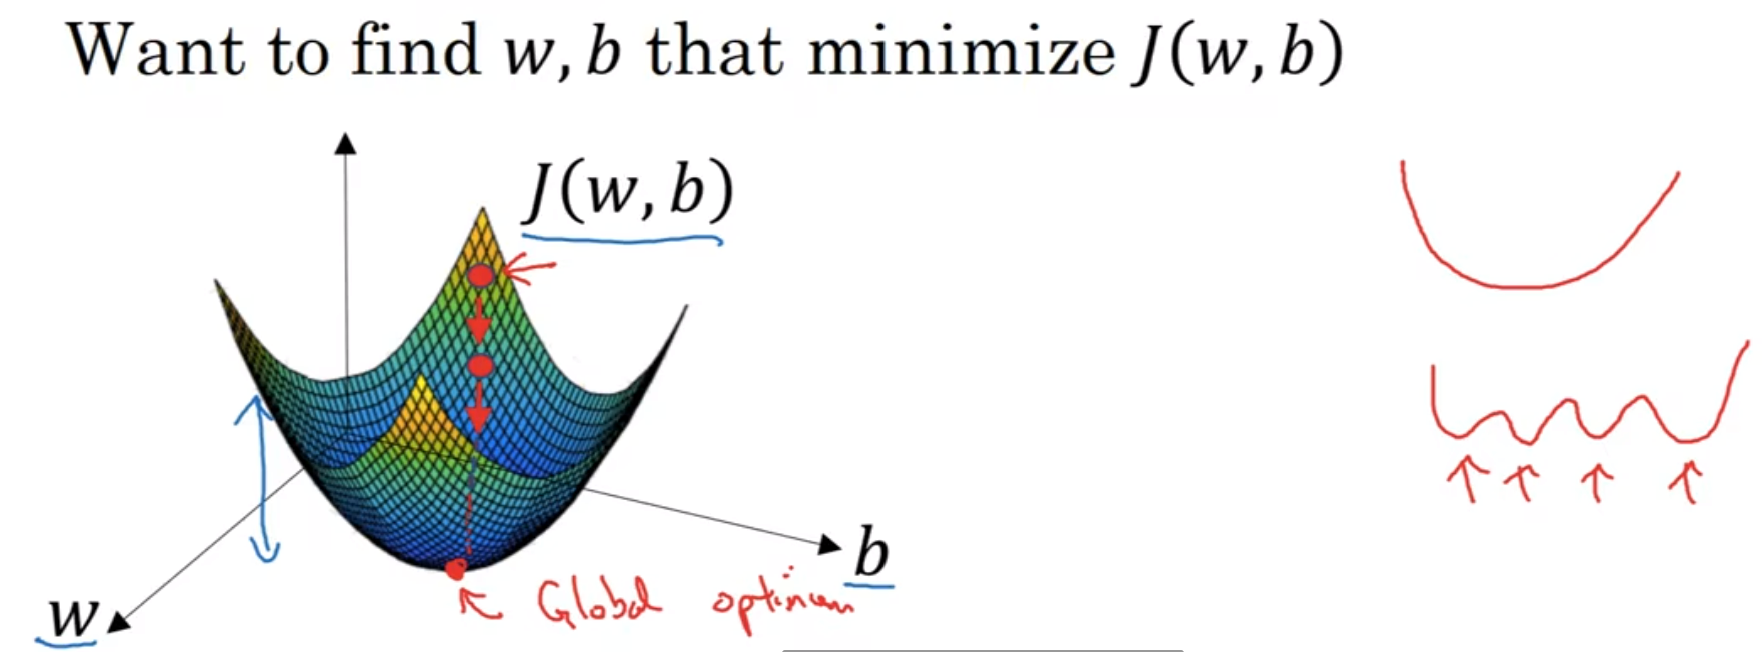 Want to find w, b that minimize J(w, b)
J(w, b)
b
w
Global optimum